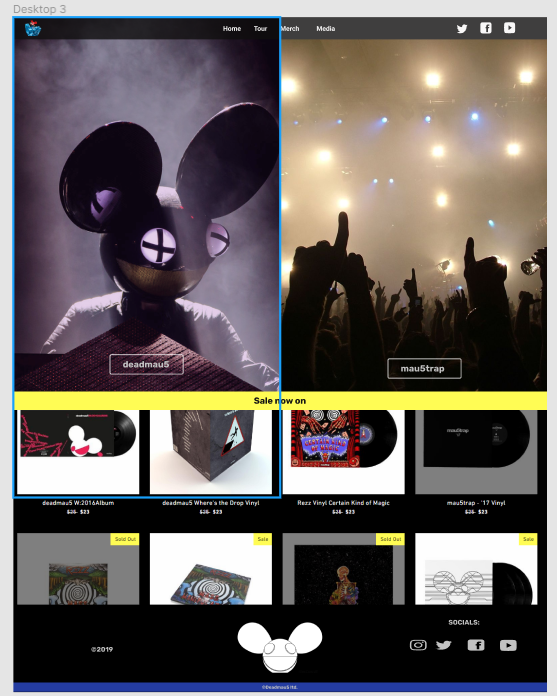 Desktop 3
Home Tour Merch Media
deadmau5
mau5trap
Sale now on
mau5trap
deadmau5 W:2016Album
$25- $23
deadmau5 Where's the Drop Vinyl
$25- $23
Rezz Vinyl Certain Kind of Magic
$25- $23
mau5trap - '17 Vinyl
$25- $23
Sold Out
Sale
Sold Out
Sale
SOCIALS:
©2019
©Deadmau5 ltd.